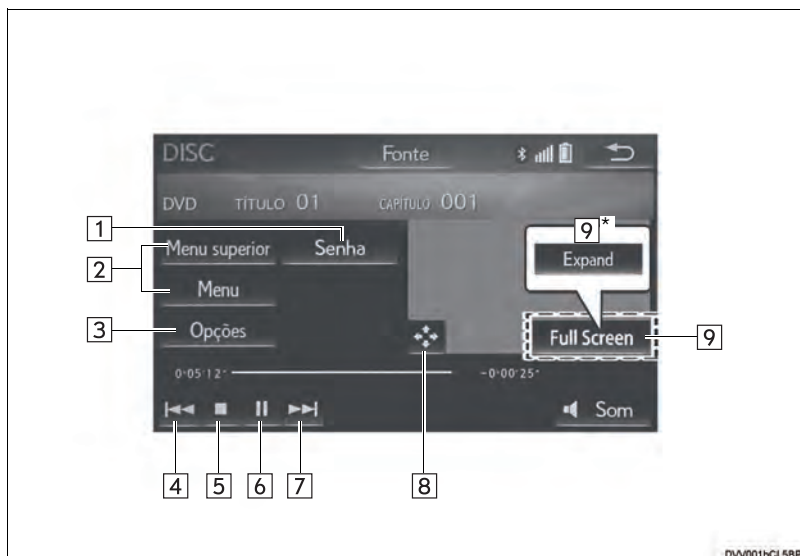 DISC Fonte
DVD TÍTULO 01 CAPÍTULO 001
9*
1
Menu superior Senha Expand
2
Menu
3
Opções Full Screen 9
0:05'12" -0:00'25"
Som
4 5 6 7 8